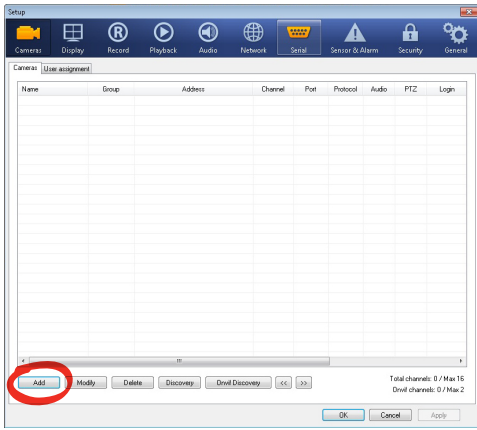 Setup
Cameras Display Record Playback Audio Network Serial Sensor & Alarm Security General
Cameras User assignment
Name Group Address Channel Port Protocol Audio PTZ Login
Add Modify Delete Discovery Onvif Discovery << >>
Total channels: 0 / Max 16
Onvif channels: 0 / Max 2
OK Cancel Apply